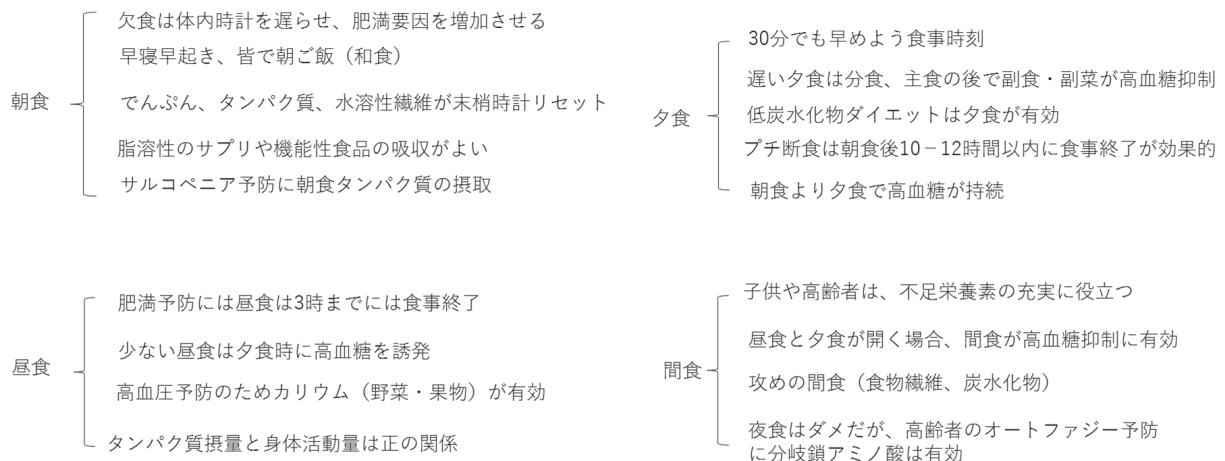 朝食
欠食は体内時計を遅らせ、肥満要因を増加させる
早寝早起き、皆で朝ご飯（和食）
でんぷん、タンパク質、水溶性繊維が末梢時計リセット
脂溶性のサプリや機能性食品の吸収がよい
サルコペニア予防に朝食タンパク質の摂取
夕食
30分でも早めよう食事時刻
遅い夕食は分食、主食の後で副食・副菜が高血糖抑制
低炭水化物ダイエットは夕食が有効
プチ断食は朝食後10－12時間以内に食事終了が効果的
朝食より夕食で高血糖が持続
昼食
肥満予防には昼食は3時までには食事終了
少ない昼食は夕食時に高血糖を誘発
高血圧予防のためカリウム（野菜・果物）が有効
タンパク質摂量と身体活動量は正の関係
間食
子供や高齢者は、不足栄養素の充実に役立つ
昼食と夕食が開く場合、間食が高血糖抑制に有効
攻めの間食（食物繊維、炭水化物）
夜食はダメだが、高齢者のオートファジー予防
に分岐鎖アミノ酸は有効